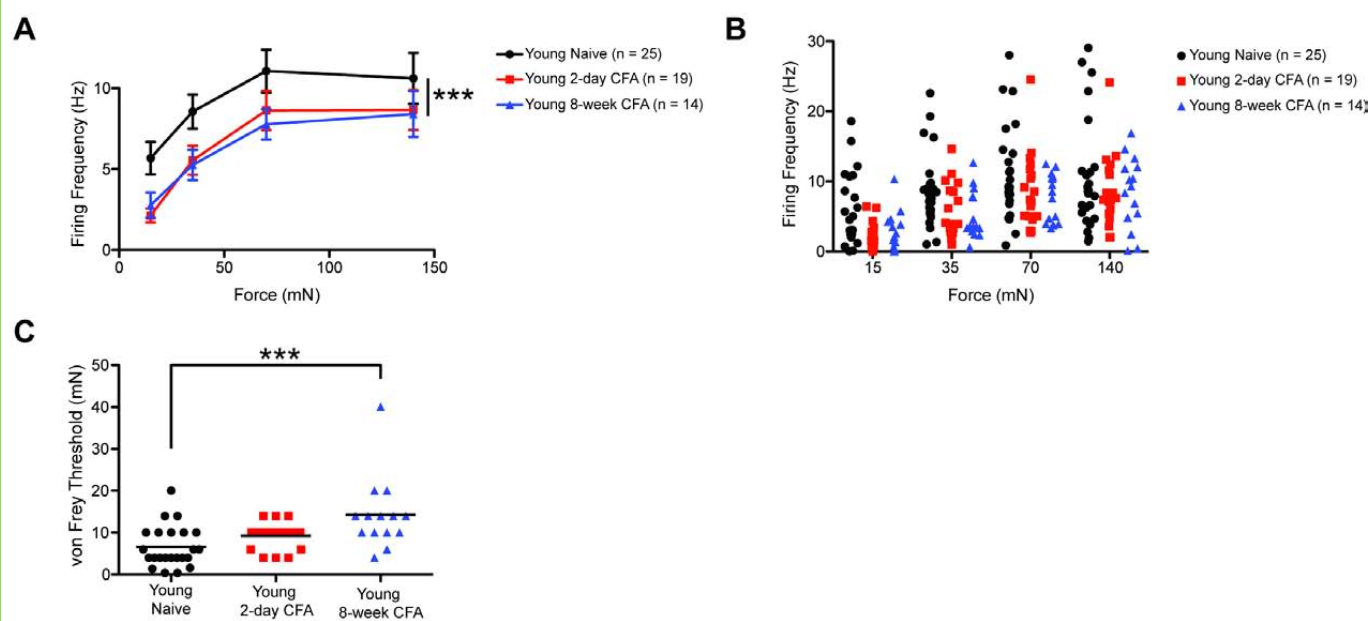 A
Firing Frequency (Hz)
10
5
0
0 50 100 150
Force (mN)
Young Naive (n = 25)
Young 2-day CFA (n = 19)
Young 8-week CFA (n = 14)
***
B
Firing Frequency (Hz)
30
20
10
0
15 35 70 140
Force (mN)
Young Naive (n = 25)
Young 2-day CFA (n = 19)
Young 8-week CFA (n = 14)
C
von Frey Threshold (mN)
50
40
30
20
10
0
***
Young
Naive
Young
2-day CFA
Young
8-week CFA